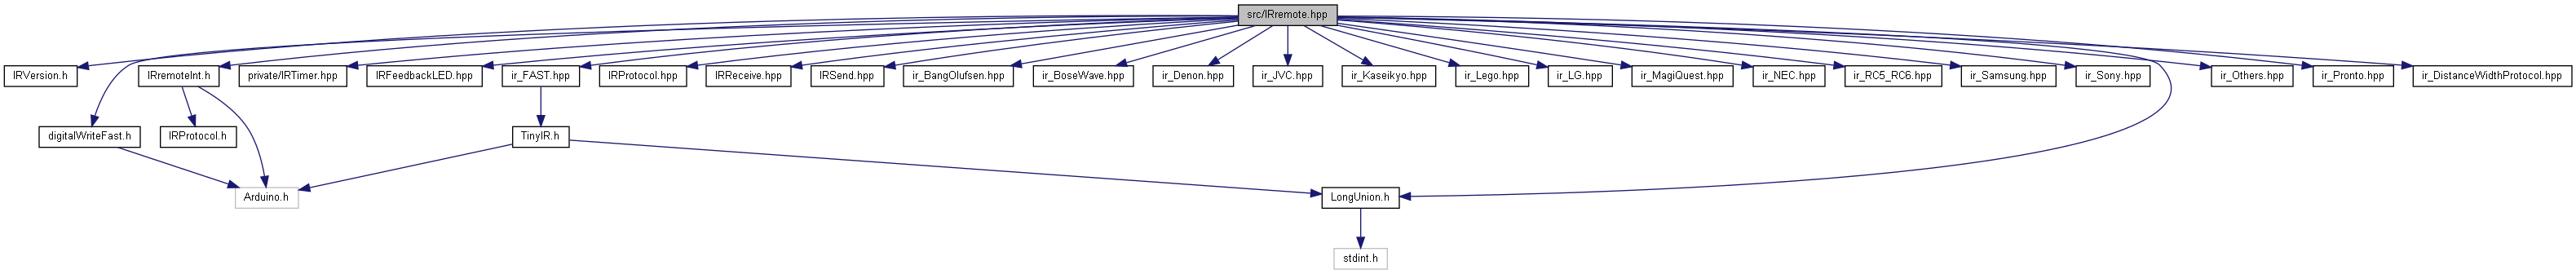 src/IRremote.hpp
IRVersion.h
IRremoteInt.h
private/IRTimer.hpp
IRFeedbackLED.hpp
ir_FAST.hpp
IRProtocol.hpp
IRReceive.hpp
IRSend.hpp
ir_BangOlufsen.hpp
ir_BoseWave.hpp
ir_Denon.hpp
ir_JVC.hpp
ir_Kaseikyo.hpp
ir_Lego.hpp
ir_LG.hpp
ir_MagiQuest.hpp
ir_NEC.hpp
ir_RC5_RC6.hpp
ir_Samsung.hpp
ir_Sony.hpp
ir_Others.hpp
ir_Pronto.hpp
ir_DistanceWidthProtocol.hpp
digitalWriteFast.h
IRProtocol.h
TinyIR.h
Arduino.h
LongUnion.h
stdint.h